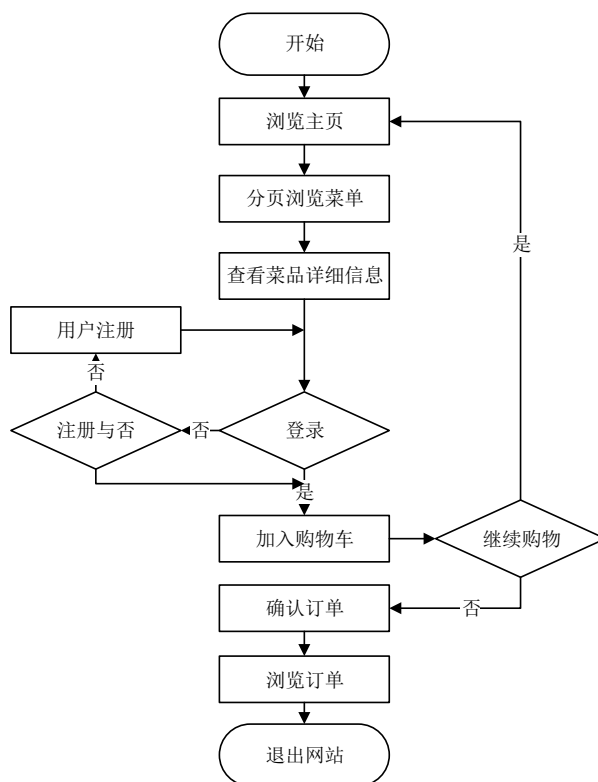 开始
浏览主页
分页浏览菜单
是
查看菜品详细信息
用户注册
否
注册与否
否
登录
是
加入购物车
继续购物
确认订单
否
浏览订单
退出网站